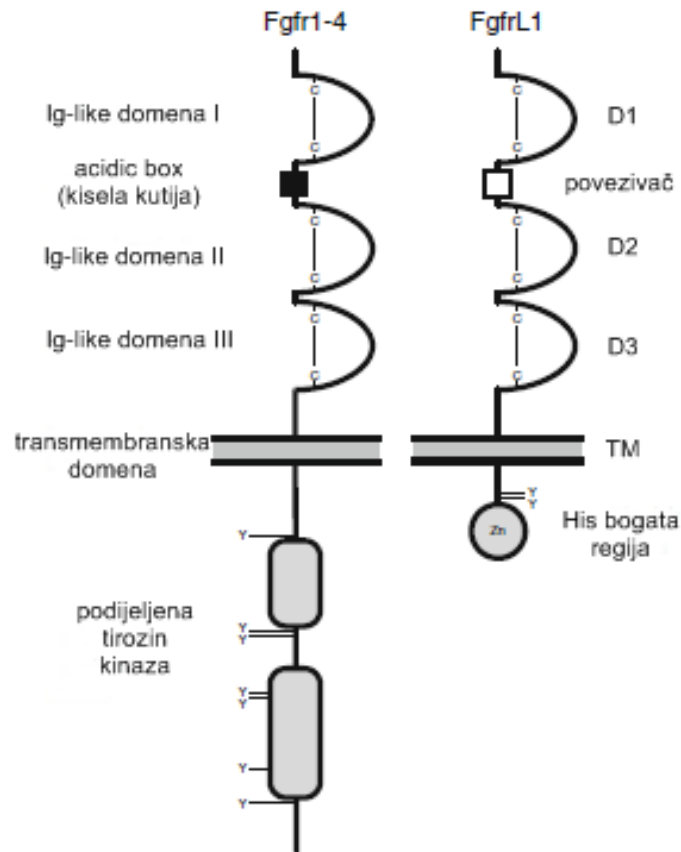 Fgfr1-4
FgfrL1
C
C
Ig-like domena I
D1
C
C
acidic box
(kisela kutija)
povezivač
C
C
Ig-like domena II
D2
C
C
C
C
Ig-like domena III
D3
C
C
transmembranska
domena
TM
Y
Y
Zn
His bogata
regija
Y
podijeljena
tirozin
kinaza
Y
Y
Y
Y
Y
Y